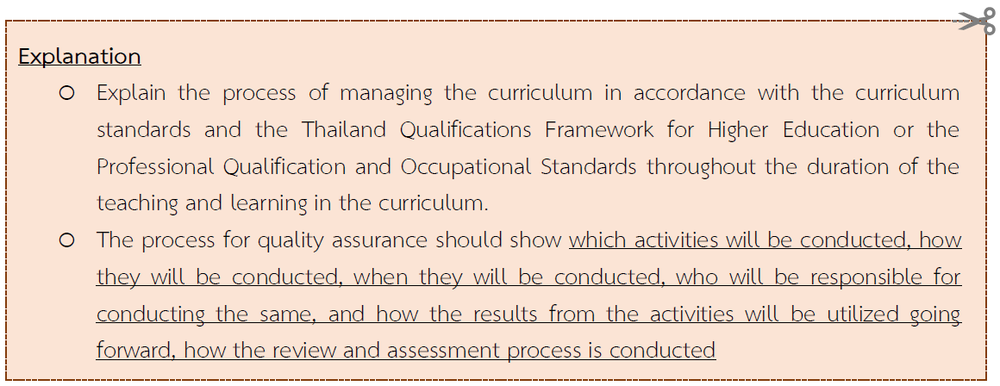 Explanation
O Explain the process of managing the curriculum in accordance with the curriculum
standards and the Thailand Qualifications Framework for Higher Education or the
Professional Qualification and Occupational Standards throughout the duration of the
teaching and learning in the curriculum.
O The process for quality assurance should show which activities will be conducted, how
they will be conducted, when they will be conducted, who will be responsible for
conducting the same, and how the results from the activities will be utilized going
forward, how the review and assessment process is conducted